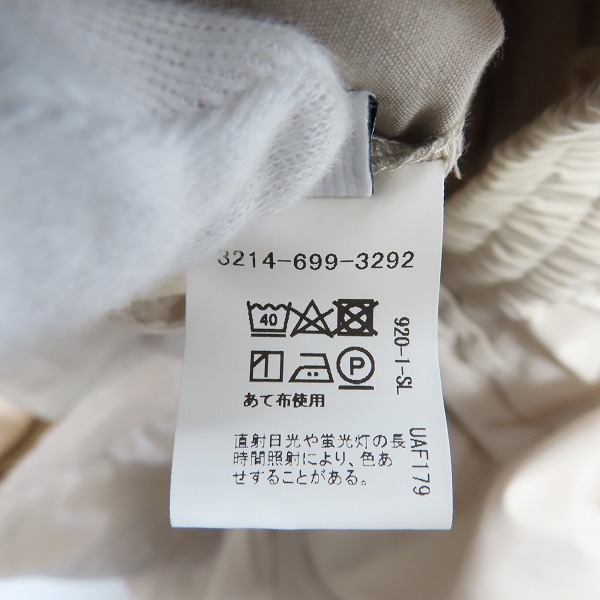 3214-699-3292
40
P
あて布使用
直射日光や蛍光灯の長
時間照射により、色あ
せすることがある。
920-1-SL
UAF179